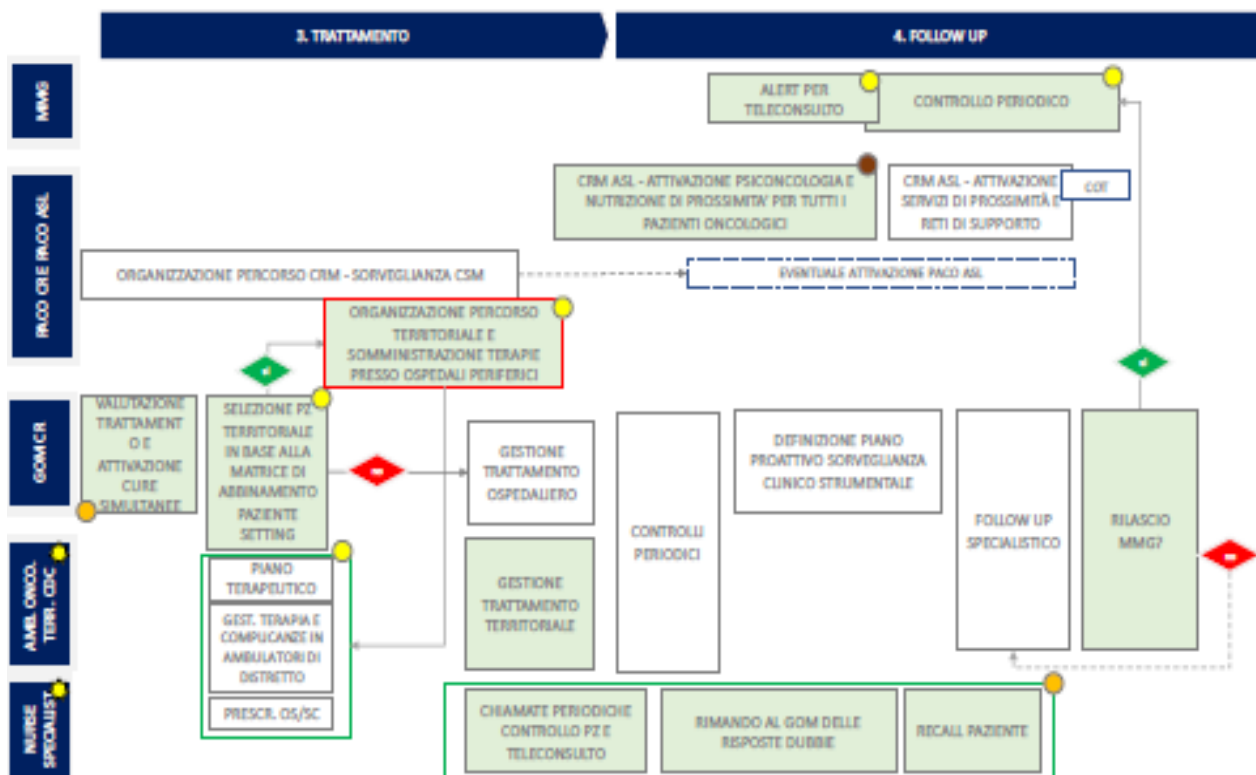 3. TRATTAMENTO
4. FOLLOW UP
MMG
ALERT PER
TELECONSULTO
CONTROLLO PERIODICO
PACO CR E PACO ASL
CRM ASL - ATTIVAZIONE PSICONCOLOGIA E
NUTRIZIONE DI PROSSIMITA' PER TUTTI I
PAZIENTI ONCOLOGICI
CRM ASL - ATTIVAZIONE
SERVIZI DI PROSSIMITÀ E
RETI DI SUPPORTO
COT
ORGANIZZAZIONE PERCORSO CRM - SORVEGLIANZA CSM
EVENTUALE ATTIVAZIONE PACO ASL
ORGANIZZAZIONE PERCORSO
TERRITORIALE E
SOMMINISTRAZIONE TERAPIE
PRESSO OSPEDALI PERIFERICI
GOM CR
VALUTAZIONE
TRATTAMENT
O E
ATTIVAZIONE
CURE
SIMULTANEE
SELEZIONE PZ
TERRITORIALE
IN BASE ALLA
MATRICE DI
ABBINAMENTO
PAZIENTE
SETTING
GESTIONE
TRATTAMENTO
OSPEDALIERO
CONTROLLI
PERIODICI
DEFINIZIONE PIANO
PROATTIVO SORVEGLIANZA
CLINICO STRUMENTALE
FOLLOW UP
SPECIALISTICO
RILASCIO
MMG?
AMB. ONCO.
TERR. CDC
PIANO
TERAPEUTICO
GEST. TERAPIA E
COMPLICANZE IN
AMBULATORI DI
DISTRETTO
PRESCR. OS/SC
GESTIONE
TRATTAMENTO
TERRITORIALE
NURSE
SPECIALIST
CHIAMATE PERIODICHE
CONTROLLO PZ E
TELECONSULTO
RIMANDO AL GOM DELLE
RISPOSTE DUBBIE
RECALL PAZIENTE